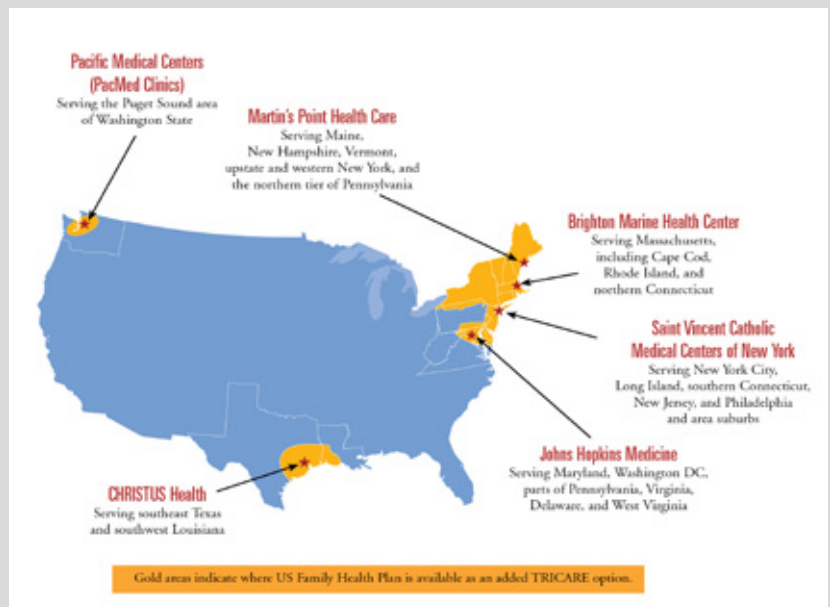 Pacific Medical Centers
(PacMed Clinics)
Serving the Puget Sound area
of Washington State
Martin's Point Health Care
Serving Maine,
New Hampshire, Vermont,
upstate and western New York, and
the northern tier of Pennsylvania
Brighton Marine Health Center
Serving Massachusetts,
including Cape Cod,
Rhode Island, and
northern Connecticut
Saint Vincent Catholic
Medical Centers of New York
Serving New York City,
Long Island, southern Connecticut,
New Jersey, and Philadelphia
and area suburbs
Johns Hopkins Medicine
Serving Maryland, Washington DC,
parts of Pennsylvania, Virginia,
Delaware, and West Virginia
CHRISTUS Health
Serving southeast Texas
and southwest Louisiana
Gold areas indicate where US Family Health Plan is available as an added TRICARE option.